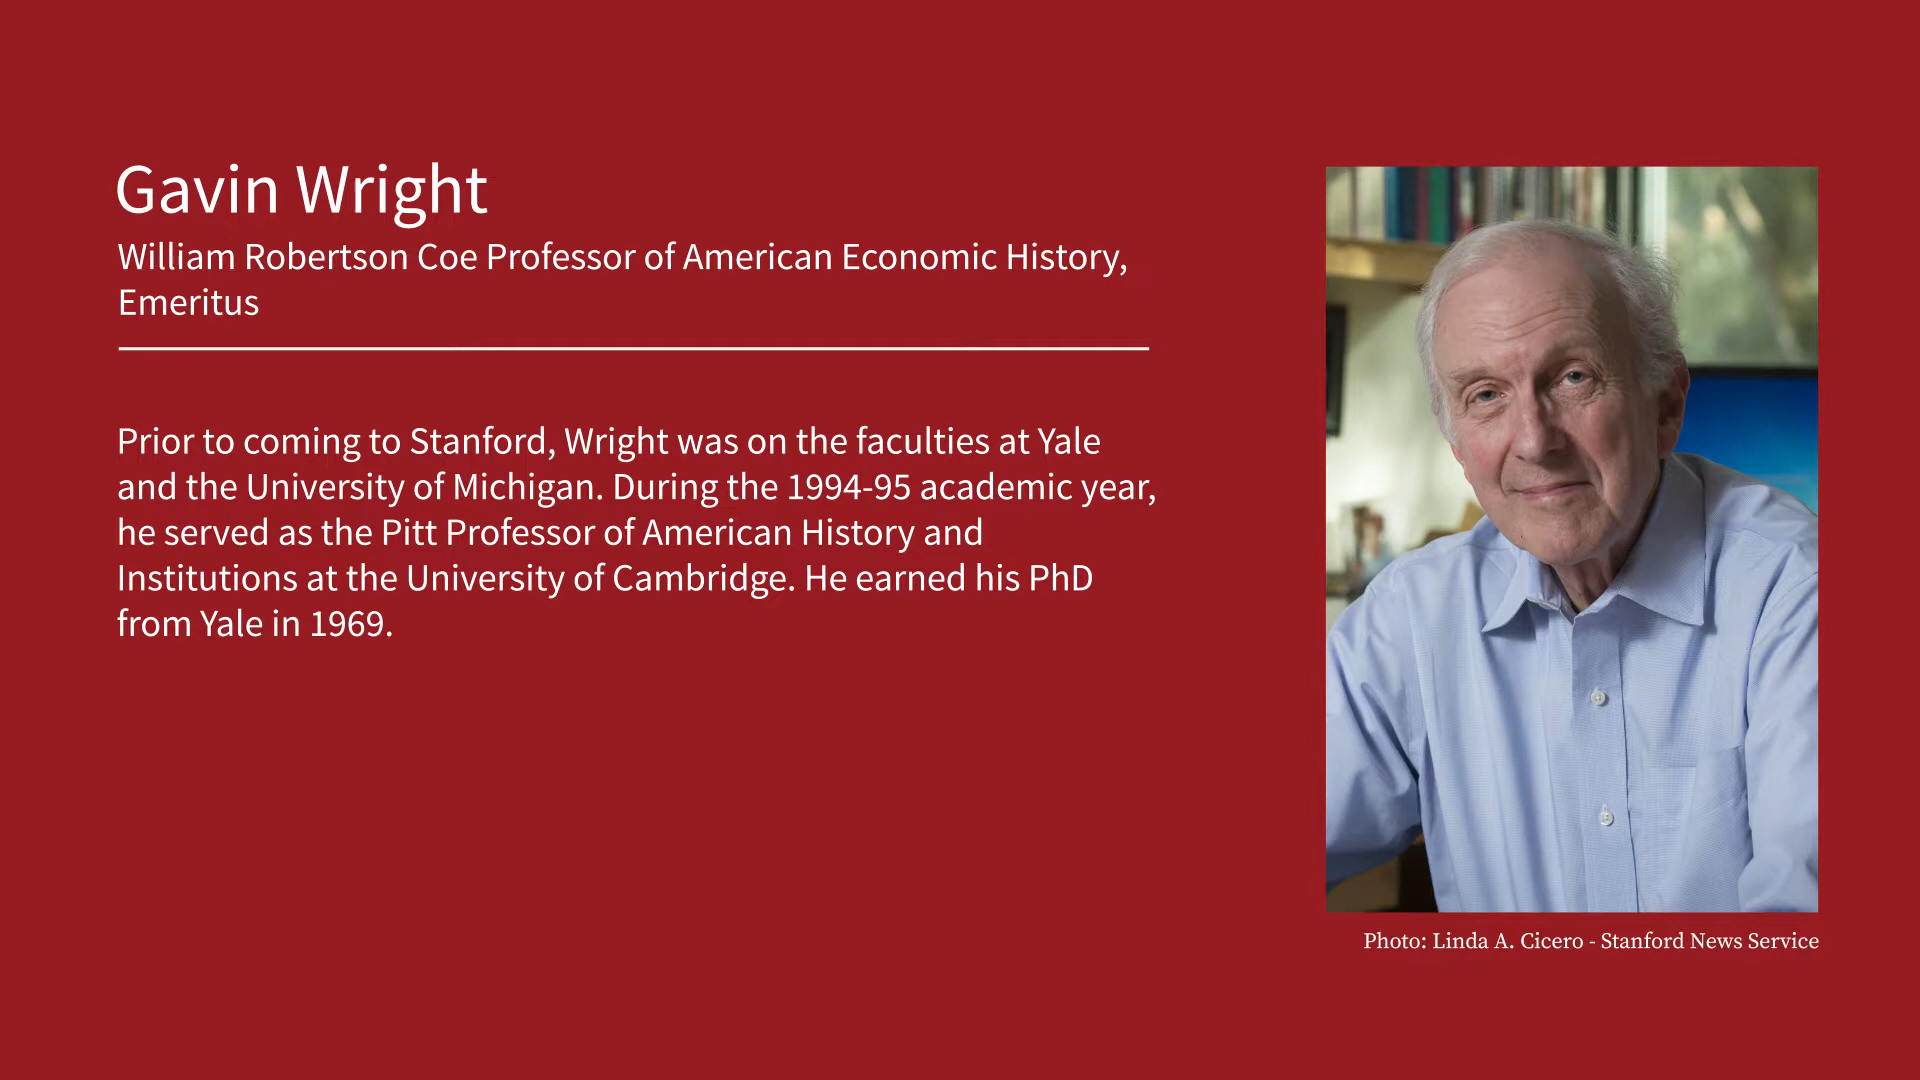 Gavin Wright
William Robertson Coe Professor of American Economic History,
Emeritus
Prior to coming to Stanford, Wright was on the faculties at Yale
and the University of Michigan. During the 1994-95 academic year,
he served as the Pitt Professor of American History and
Institutions at the University of Cambridge. He earned his PhD
from Yale in 1969.
Photo: Linda A. Cicero - Stanford News Service